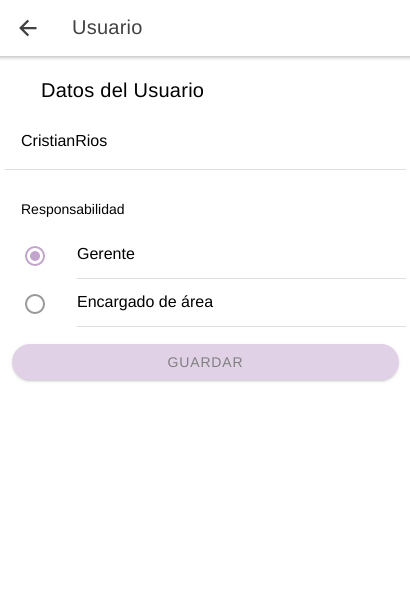 Usuario
Datos del Usuario
CristianRios
Responsabilidad
Gerente
Encargado de área
GUARDAR